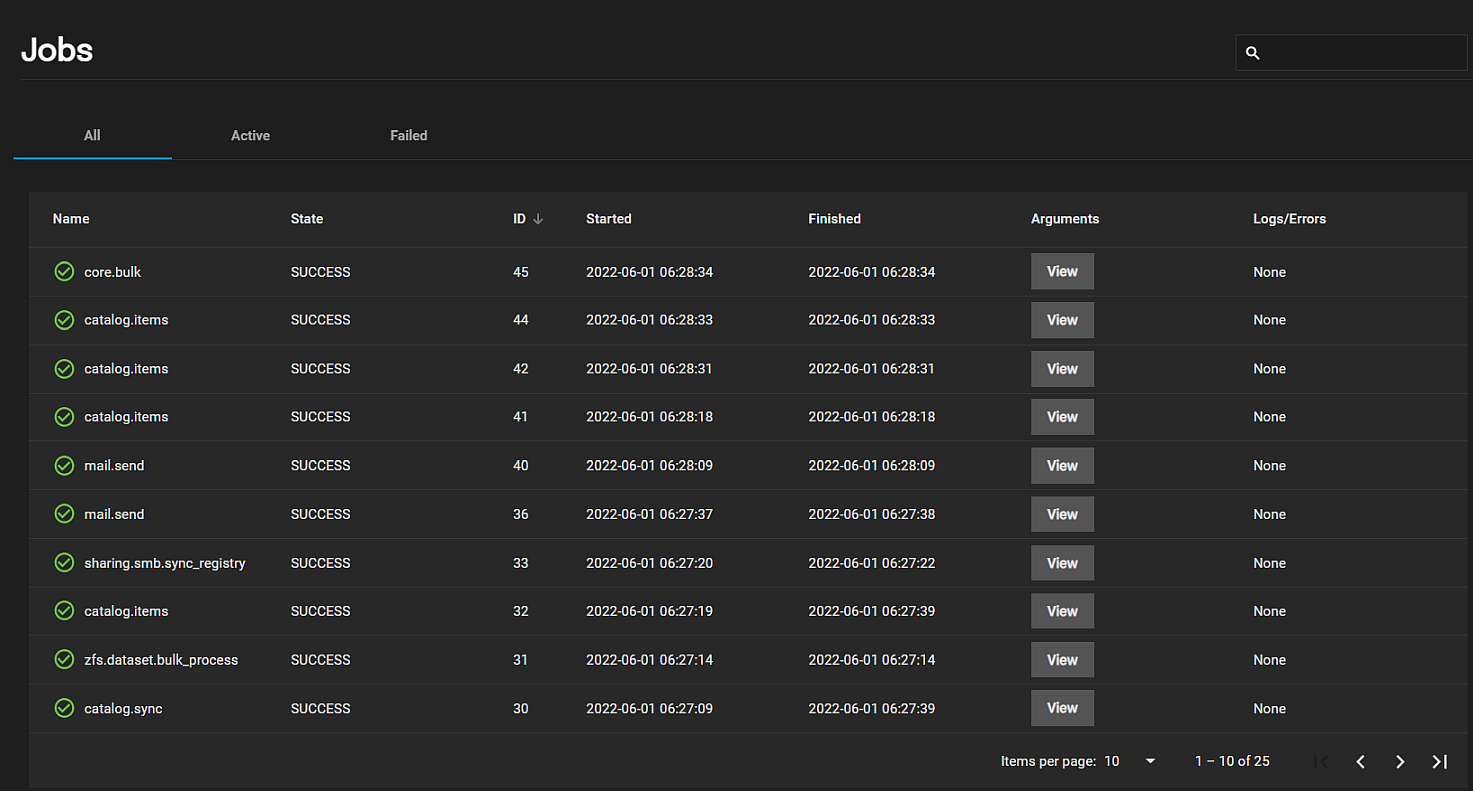 Jobs
All Active Failed
Name State ID Started Finished Arguments Logs/Errors
core.bulk SUCCESS 45 2022-06-01 06:28:34 2022-06-01 06:28:34 View None
catalog.items SUCCESS 44 2022-06-01 06:28:33 2022-06-01 06:28:33 View None
catalog.items SUCCESS 42 2022-06-01 06:28:31 2022-06-01 06:28:31 View None
catalog.items SUCCESS 41 2022-06-01 06:28:18 2022-06-01 06:28:18 View None
mail.send SUCCESS 40 2022-06-01 06:28:09 2022-06-01 06:28:09 View None
mail.send SUCCESS 36 2022-06-01 06:27:37 2022-06-01 06:27:38 View None
sharing.smb.sync_registry SUCCESS 33 2022-06-01 06:27:20 2022-06-01 06:27:22 View None
catalog.items SUCCESS 32 2022-06-01 06:27:19 2022-06-01 06:27:39 View None
zfs.dataset.bulk_process SUCCESS 31 2022-06-01 06:27:14 2022-06-01 06:27:14 View None
catalog.sync SUCCESS 30 2022-06-01 06:27:09 2022-06-01 06:27:39 View None
Items per page: 10 1 – 10 of 25